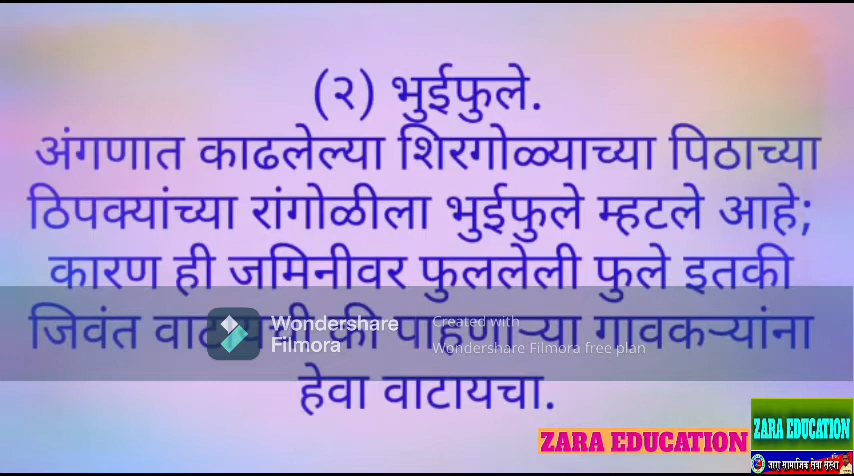 (२) भुईफुले.
अंगणात काढलेल्या शिरगोळ्याच्या पिठाच्या
ठिपक्यांच्या रांगोळीला भुईफुले म्हटले आहे;
कारण ही जमिनीवर फुललेली फुले इतकी
जिवंत की गावकऱ्यांना
Wondershare Filmora
Created with
Wondershare Filmora free plan
हेवा वाटायचा.
ZARA EDUCATION
ZARA EDUCATION
जारा सामाजिक सेवा संस्था